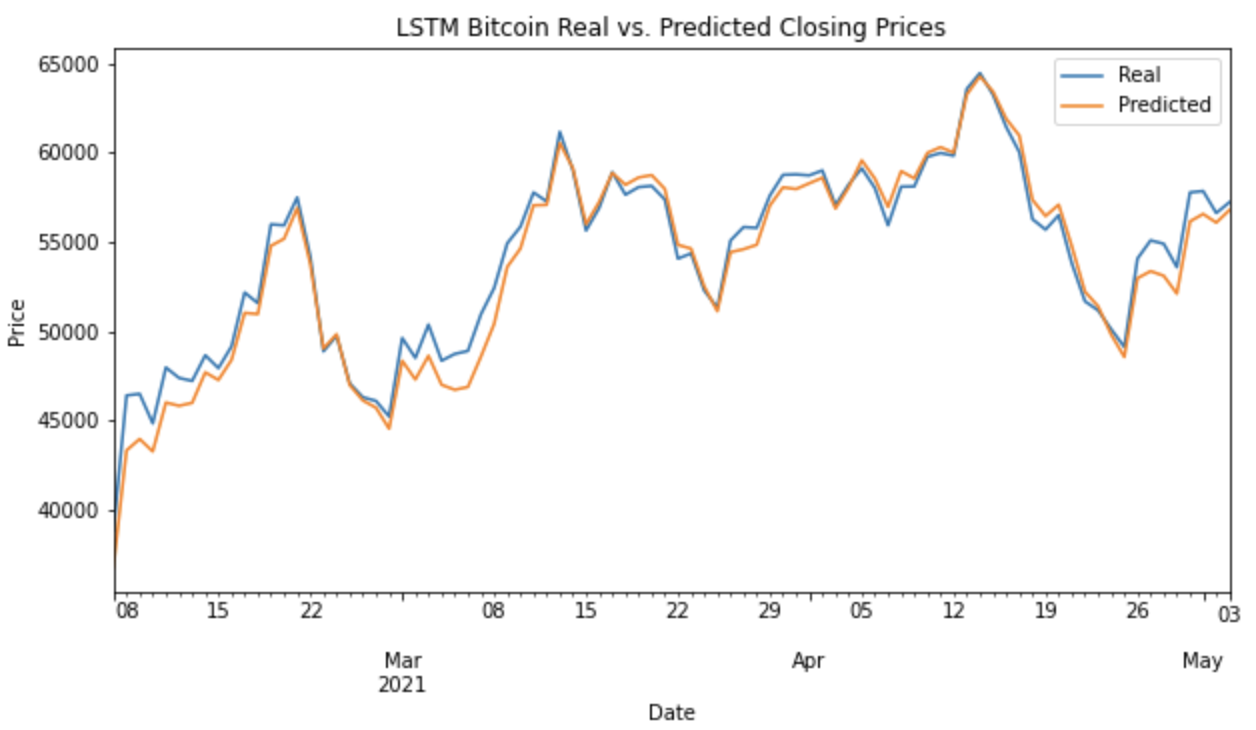 LSTM Bitcoin Real vs. Predicted Closing Prices
65000
60000
55000
50000
45000
40000
Price
Real
Predicted
08 15 22 08 15 22 29 05 12 19 26 03
Mar Apr May
2021
Date